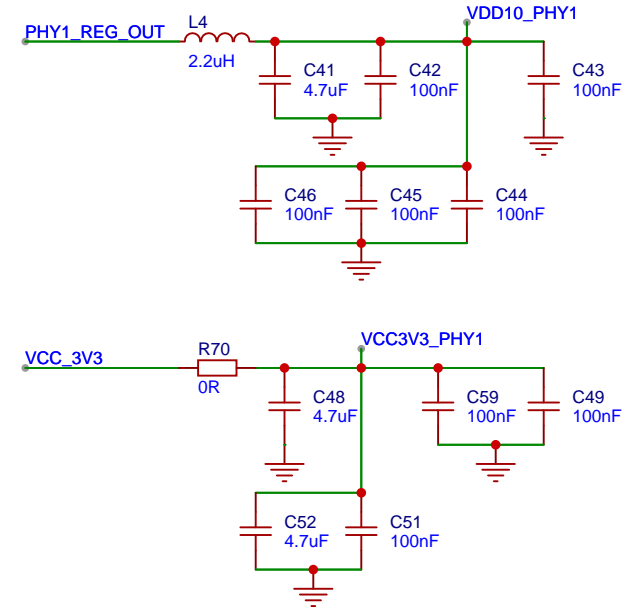 VDD10_PHY1
PHY1_REG_OUT
L4
2.2uH
C41
4.7uF
C42
100nF
C43
100nF
C46
100nF
C45
100nF
C44
100nF
VCC3V3_PHY1
VCC_3V3
R70
0R
C48
4.7uF
C59
100nF
C49
100nF
C52
4.7uF
C51
100nF